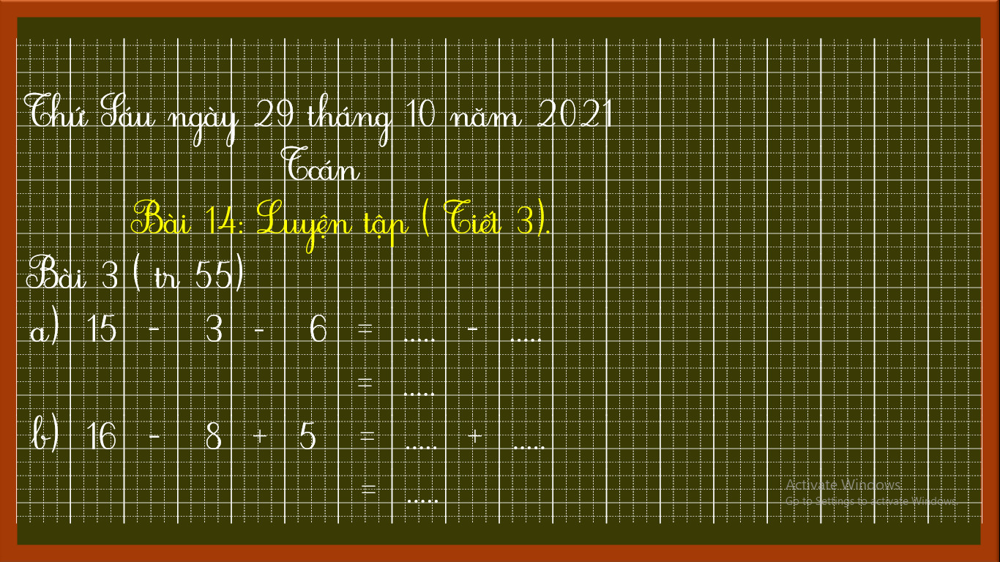 Thứ Sáu ngày 29 tháng 10 năm 2021
Toán
Bài 14: Luyện tập ( Tiết 3).
Bài 3 ( tr 55)
a) 15 - 3 - 6 = ..... - .....
= .....
b) 16 - 8 + 5 = ..... + .....
= .....
Activate Windows
Go to Settings to activate Windows.